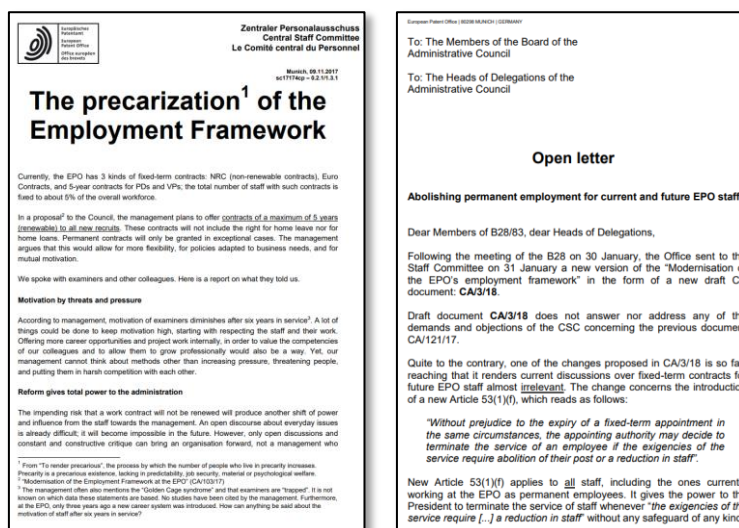 Europäisches
Patentamt
European
Patent Office
Office européen
des brevets
Zentraler Personalausschuss
Central Staff Committee
Le Comité central du Personnel
Munich, 09.11.2017
sc17174cp – 0.2.1/1.3.1
The precarization¹ of the
Employment Framework
Currently, the EPO has 3 kinds of fixed-term contracts: NRC (non-renewable contracts), Euro
Contracts, and 5-year contracts for PDs and VPs; the total number of staff with such contracts is
fixed to about 5% of the overall workforce.
In a proposal² to the Council, the management plans to offer contracts of a maximum of 5 years
(renewable) to all new recruits. These contracts will not include the right for home leave nor for
home loans. Permanent contracts will only be granted in exceptional cases. The management
argues that this would allow for more flexibility, for policies adapted to business needs, and for
mutual motivation.
We spoke with examiners and other colleagues. Here is a report on what they told us.
Motivation by threats and pressure
According to management, motivation of examiners diminishes after six years in service³. A lot of
things could be done to keep motivation high, starting with respecting the staff and their work.
Offering more career opportunities and project work internally, in order to value the competencies
of our colleagues and to allow them to grow professionally would also be a way. Yet, our
management cannot think about methods other than increasing pressure, threatening people,
and putting them in harsh competition with each other.
Reform gives total power to the administration
The impending risk that a work contract will not be renewed will produce another shift of power
and influence from the staff towards the management. An open discourse about everyday issues
is already difficult; it will become impossible in the future. However, only open discussions and
constant and constructive critique can bring an organisation forward, not a management who
¹ From "To render precarious", the process by which the number of people who live in precarity increases.
Precarity is a precarious existence, lacking in predictability, job security, material or psychological welfare.
² "Modernisation of the Employment Framework at the EPO" (CA/103/17)
³ The management often also mentions the "Golden Cage syndrome" and that examiners are "trapped". It is not
known on which data these statements are based. No studies have been cited by the management. Furthermore,
at the EPO, only three years ago a new career system was introduced. How can anything be said about the
motivation of staff after six years in service?
European Patent Office | 80298 MUNICH | GERMANY
To: The Members of the Board of the
Administrative Council
To: The Heads of Delegations of the
Administrative Council
Open letter
Abolishing permanent employment for current and future EPO staff
Dear Members of B28/83, dear Heads of Delegations,
Following the meeting of the B28 on 30 January, the Office sent to th
Staff Committee on 31 January a new version of the "Modernisation o
the EPO's employment framework" in the form of a new draft C
document: CA/3/18.
Draft document CA/3/18 does not answer nor address any of th
demands and objections of the CSC concerning the previous documen
CA/121/17.
Quite to the contrary, one of the changes proposed in CA/3/18 is so fa
reaching that it renders current discussions over fixed-term contracts fo
future EPO staff almost irrelevant. The change concerns the introductio
of a new Article 53(1)(f), which reads as follows:
"Without prejudice to the expiry of a fixed-term appointment in
the same circumstances, the appointing authority may decide to
terminate the service of an employee if the exigencies of the
service require abolition of their post or a reduction in staff".
New Article 53(1)(f) applies to all staff, including the ones current
working at the EPO as permanent employees. It gives the power to th
President to terminate the service of staff whenever "the exigencies of th
service require [...] a reduction in staff" without any safeguard of any kind